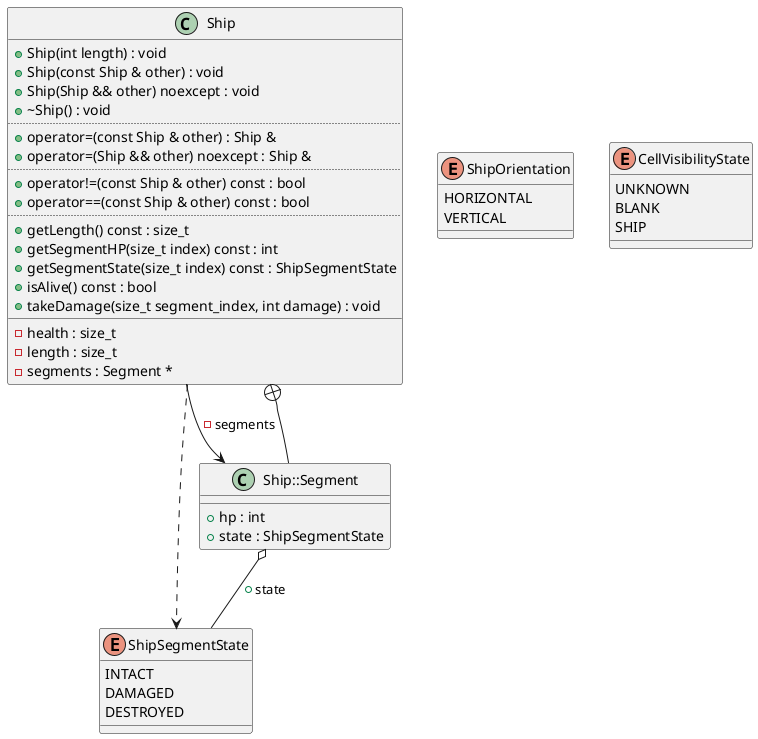 C Ship
Ship(int length) : void
Ship(const Ship & other) : void
Ship(Ship && other) noexcept : void
~Ship() : void
operator=(const Ship & other) : Ship &
operator=(Ship && other) noexcept : Ship &
operator!=(const Ship & other) const : bool
operator==(const Ship & other) const : bool
getLength() const : size_t
getSegmentHP(size_t index) const : int
getSegmentState(size_t index) const : ShipSegmentState
isAlive() const : bool
takeDamage(size_t segment_index, int damage) : void
health : size_t
length : size_t
segments : Segment *
E ShipOrientation
HORIZONTAL
VERTICAL
E CellVisibilityState
UNKNOWN
BLANK
SHIP
segments
C Ship::Segment
hp : int
state : ShipSegmentState
state
E ShipSegmentState
INTACT
DAMAGED
DESTROYED